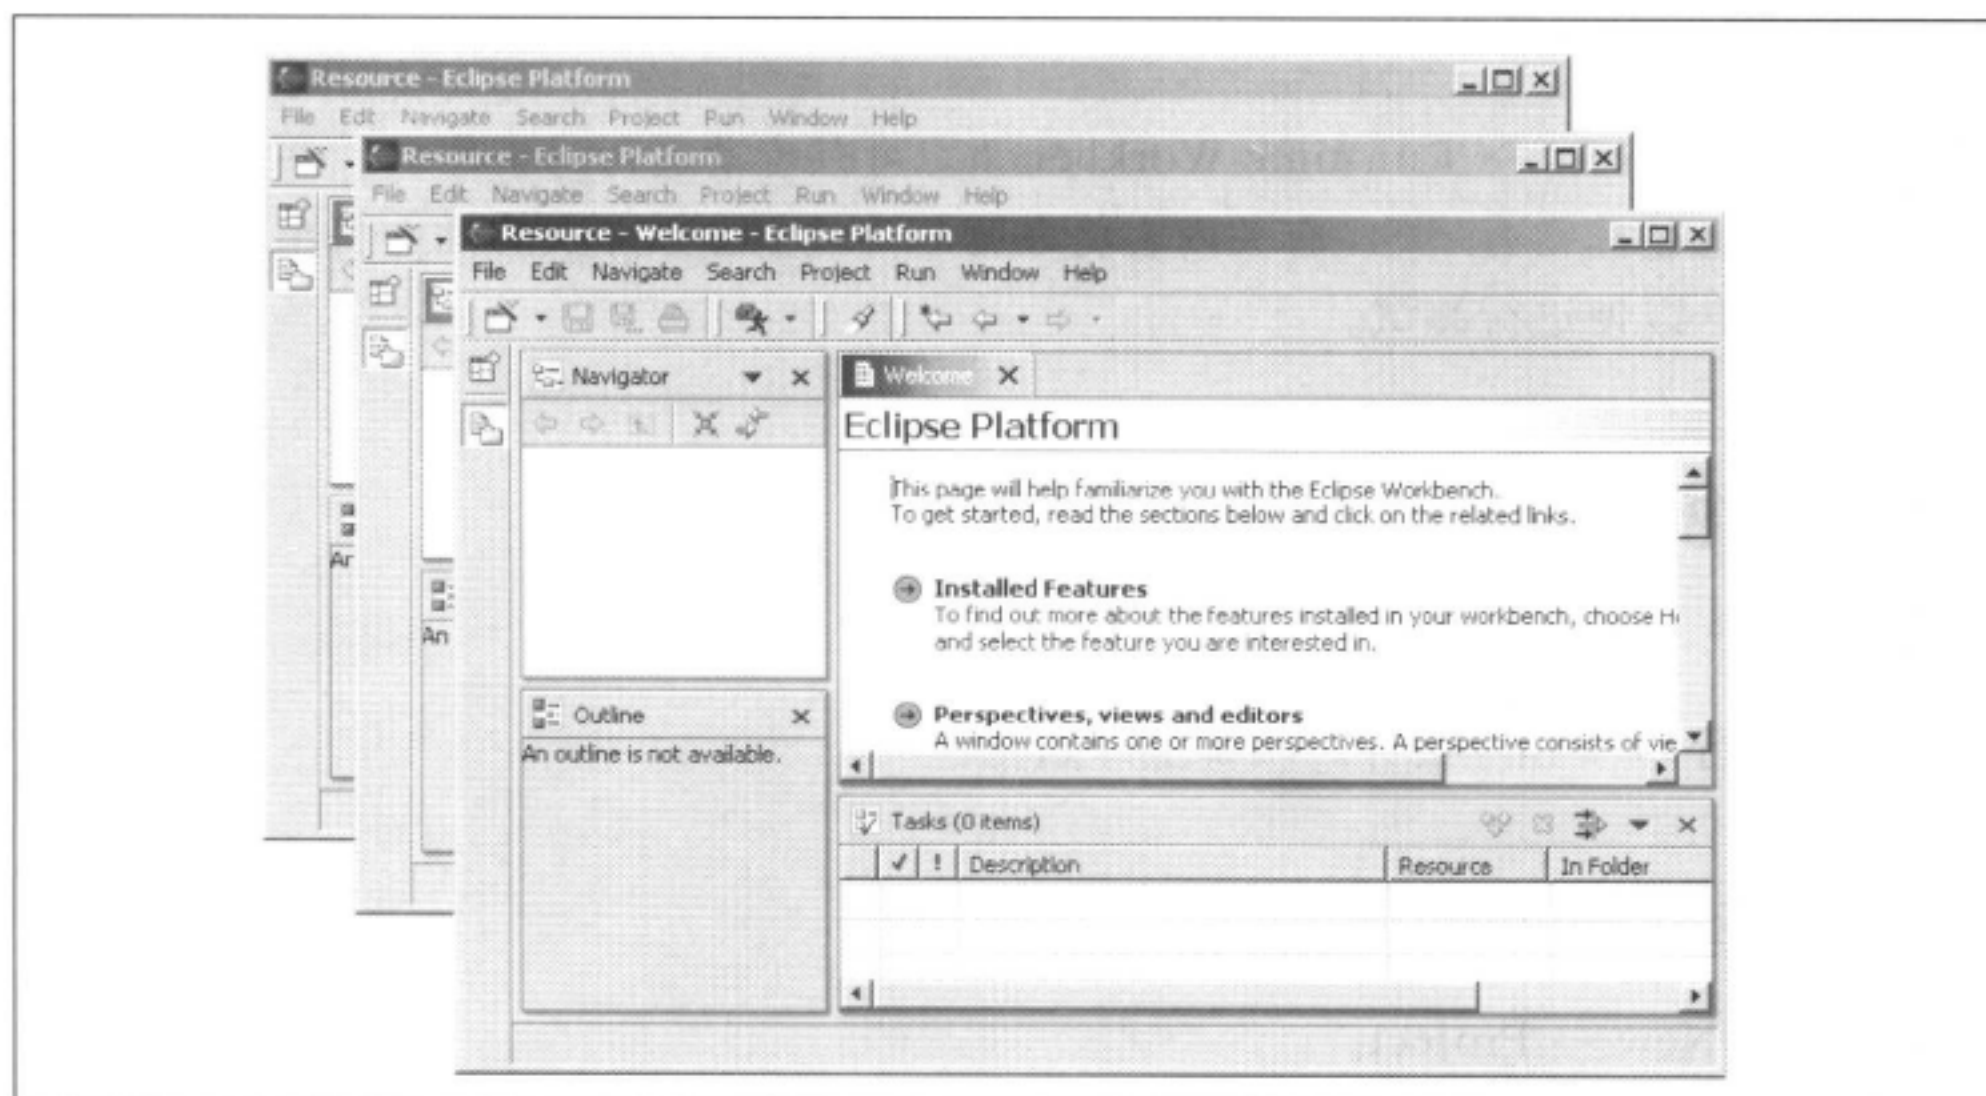 Resource - Eclipse Platform
File Edit Navigate Search Project Run Window Help
Resource - Eclipse Platform
File Edit Navigate Search Project Run Window Help
Resource - Welcome - Eclipse Platform
File Edit Navigate Search Project Run Window Help
Navigator
Welcome
Eclipse Platform
This page will help familiarize you with the Eclipse Workbench.
To get started, read the sections below and click on the related links.
Installed Features
To find out more about the features installed in your workbench, choose He
and select the feature you are interested in.
Perspectives, views and editors
A window contains one or more perspectives. A perspective consists of vie
Ar
An
Outline
An outline is not available.
Tasks (0 items)
! Description Resource In Folder